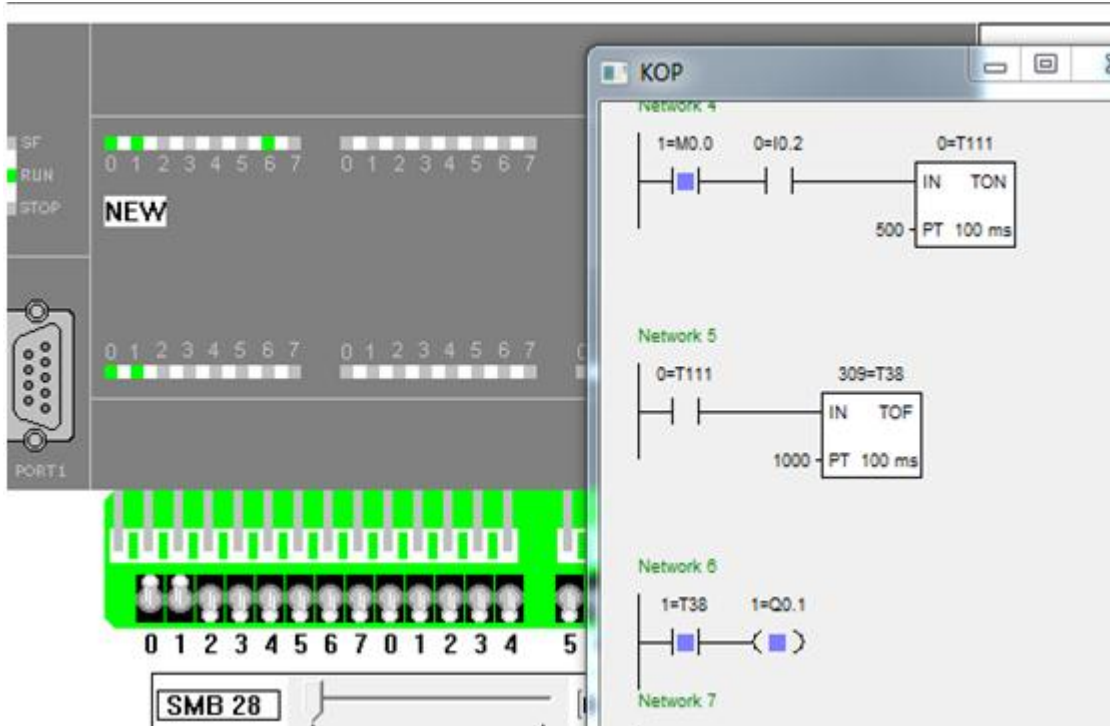 SF
RUN
STOP
0 1 2 3 4 5 6 7
0 1 2 3 4 5 6 7
NEW
0 1 2 3 4 5 6 7
0 1 2 3 4 5 6 7
PORT1
0 1 2 3 4 5 6 7 0 1 2 3 4 5
SMB 28
KOP
Network 4
1=M0.0 0=I0.2 0=T111
IN TON
500 PT 100 ms
Network 5
0=T111 309=T38
IN TOF
1000 PT 100 ms
Network 6
1=T38 1=Q0.1
Network 7